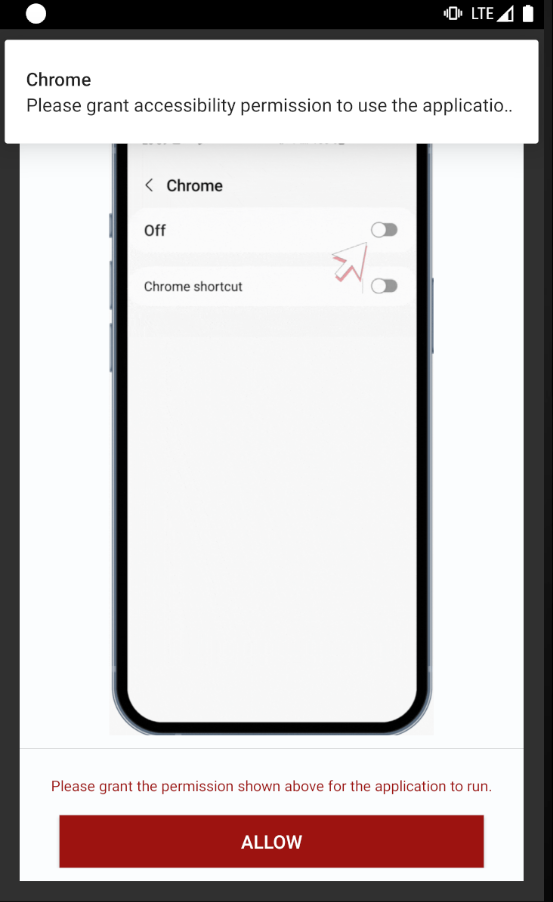 LTE
Chrome
Please grant accessibility permission to use the applicatio..
Chrome
Off
Chrome shortcut
Please grant the permission shown above for the application to run.
ALLOW